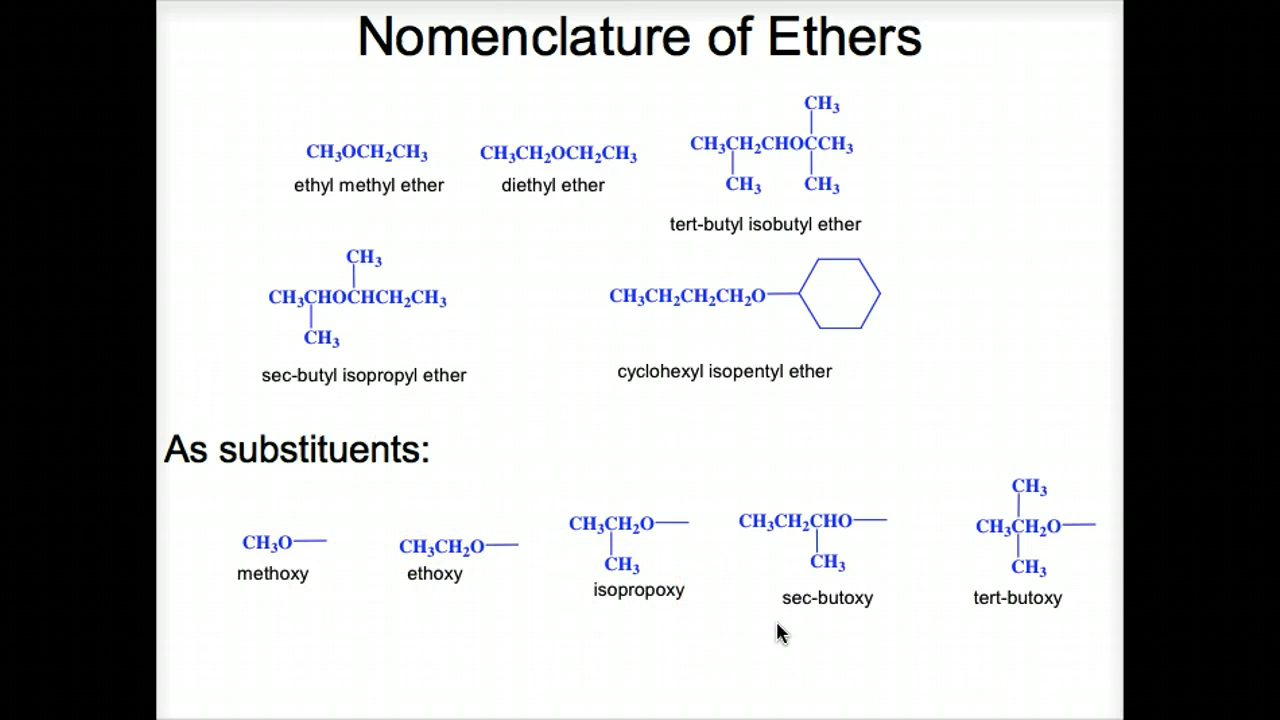 Nomenclature of Ethers
CH3
CH3OCH2CH3 CH3CH2OCH2CH3 CH3CH2CHOCCH3
CH3 CH3
ethyl methyl ether diethyl ether
tert-butyl isobutyl ether
CH3
CH3CHOCHCH2CH3 CH3CH2CH2CH2O
CH3
sec-butyl isopropyl ether cyclohexyl isopentyl ether
As substituents:
CH3
CH3O CH3CH2O CH3CH2O CH3CH2CHO CH3CH2O
CH3 CH3 CH3
methoxy ethoxy isopropoxy sec-butoxy tert-butoxy